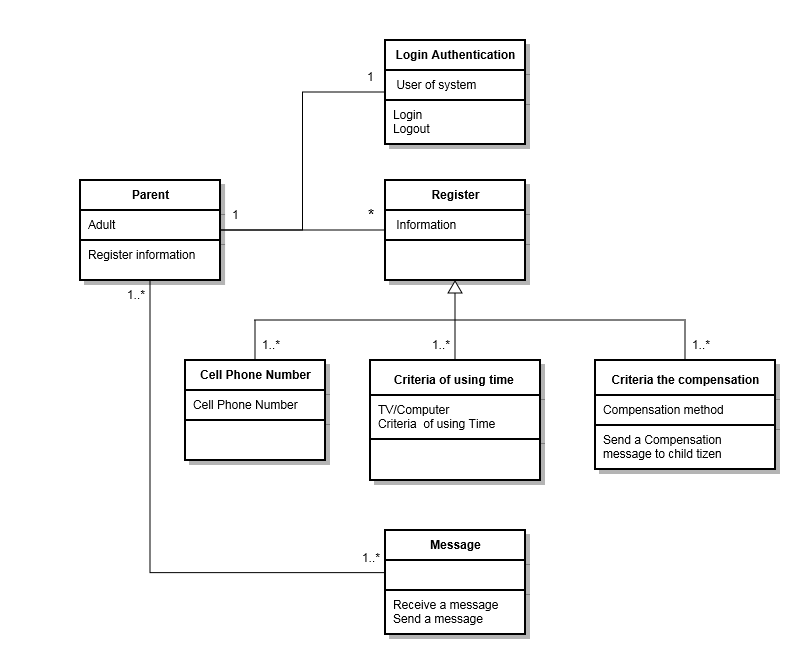 Login Authentication
1
User of system
Login
Logout
Parent
Register
1
*
Adult
Information
Register information
1..*
1..*
1..*
1..*
Cell Phone Number
Criteria of using time
Criteria the compensation
Cell Phone Number
TV/Computer
Criteria  of using Time
Compensation method
Send a Compensation
message to child tizen
Message
1..*
Receive a message
Send a message